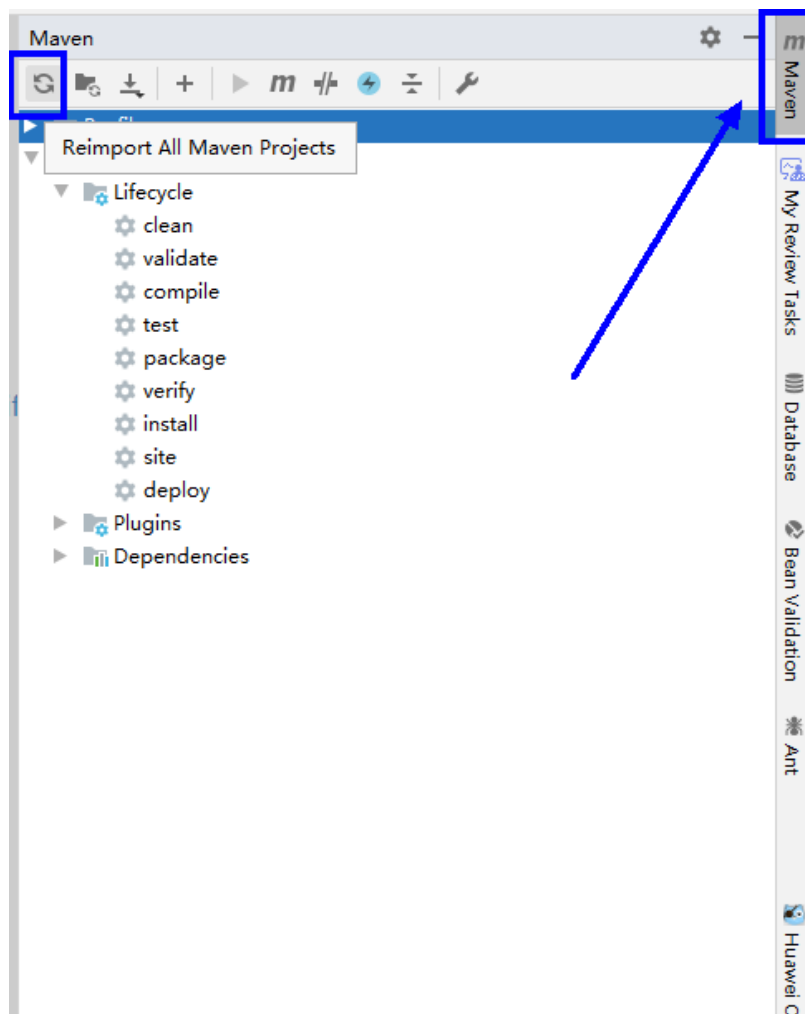 Maven
Reimport All Maven Projects
Lifecycle
clean
validate
compile
test
package
verify
install
site
deploy
Plugins
Dependencies
m Maven
My Review Tasks
Database
Bean Validation
Ant
Huawei